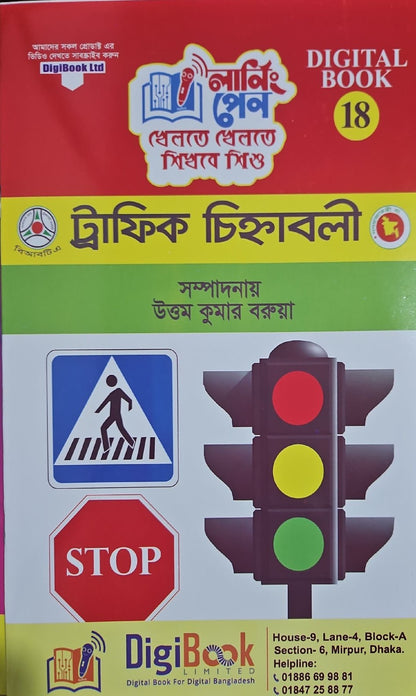 আমাদের সকল প্রোডাক্ট এর
ভিডিও দেখতে সাবস্ক্রাইব করুন
DigiBook Ltd
লার্নিং
পেন
খেলতে খেলতে
শিখবে শিশু
DIGITAL
BOOK
18
বিআরটিএ
ট্রাফিক চিহ্নাবলী
সম্পাদনায়
উত্তম কুমার বরুয়া
STOP
DigiBook
LIMITED
Digital Book For Digital Bangladesh
House-9, Lane-4, Block-A
Section- 6, Mirpur, Dhaka.
Helpline:
01886 69 98 81
01847 25 88 77